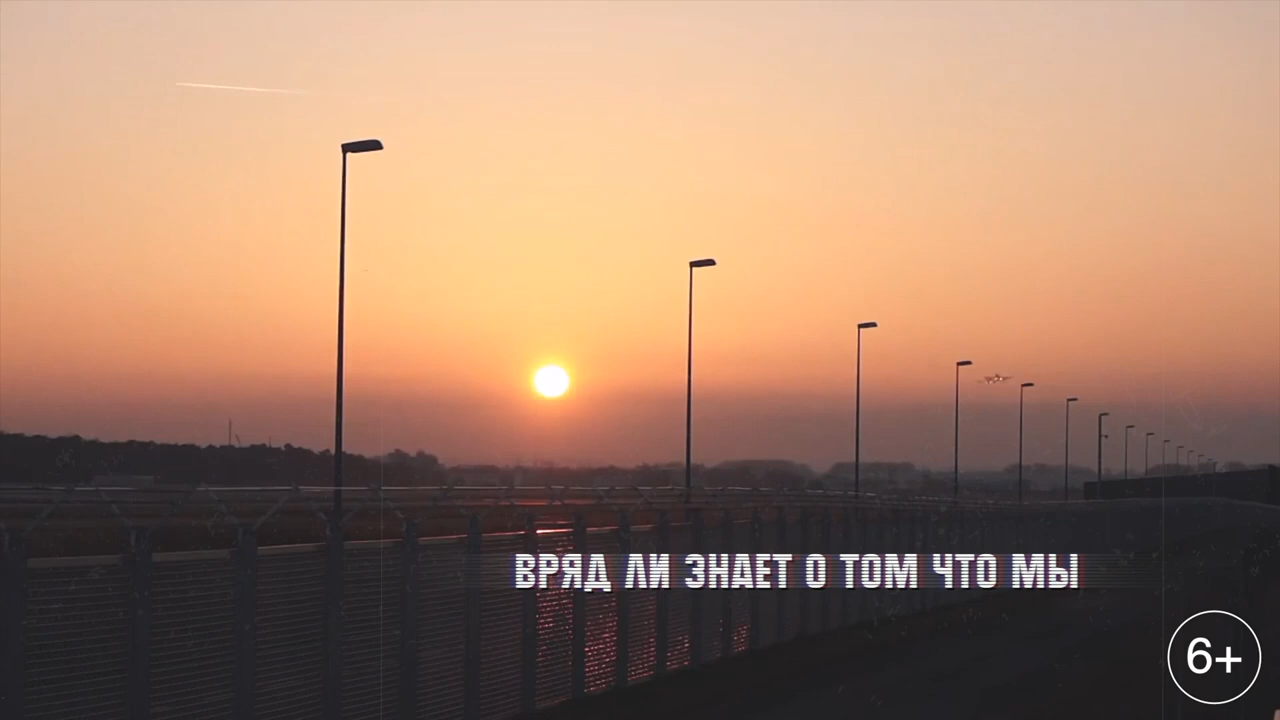 ВРЯД ЛИ ЗНАЕТ О ТОМ ЧТО МЫ
6+